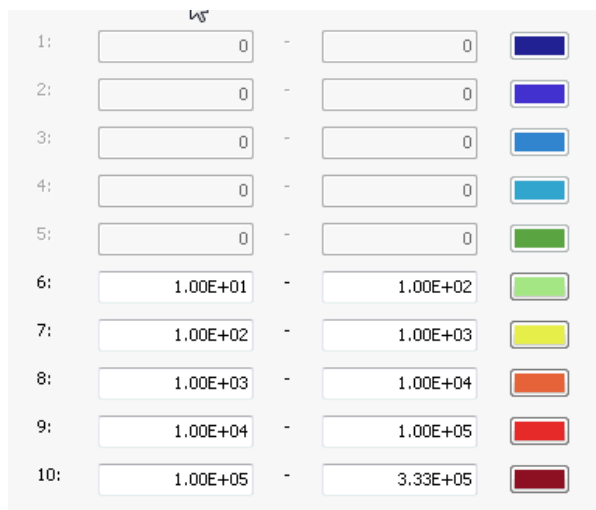 1: 0 - 0
2: 0 - 0
3: 0 - 0
4: 0 - 0
5: 0 - 0
6: 1.00E+01 - 1.00E+02
7: 1.00E+02 - 1.00E+03
8: 1.00E+03 - 1.00E+04
9: 1.00E+04 - 1.00E+05
10: 1.00E+05 - 3.33E+05